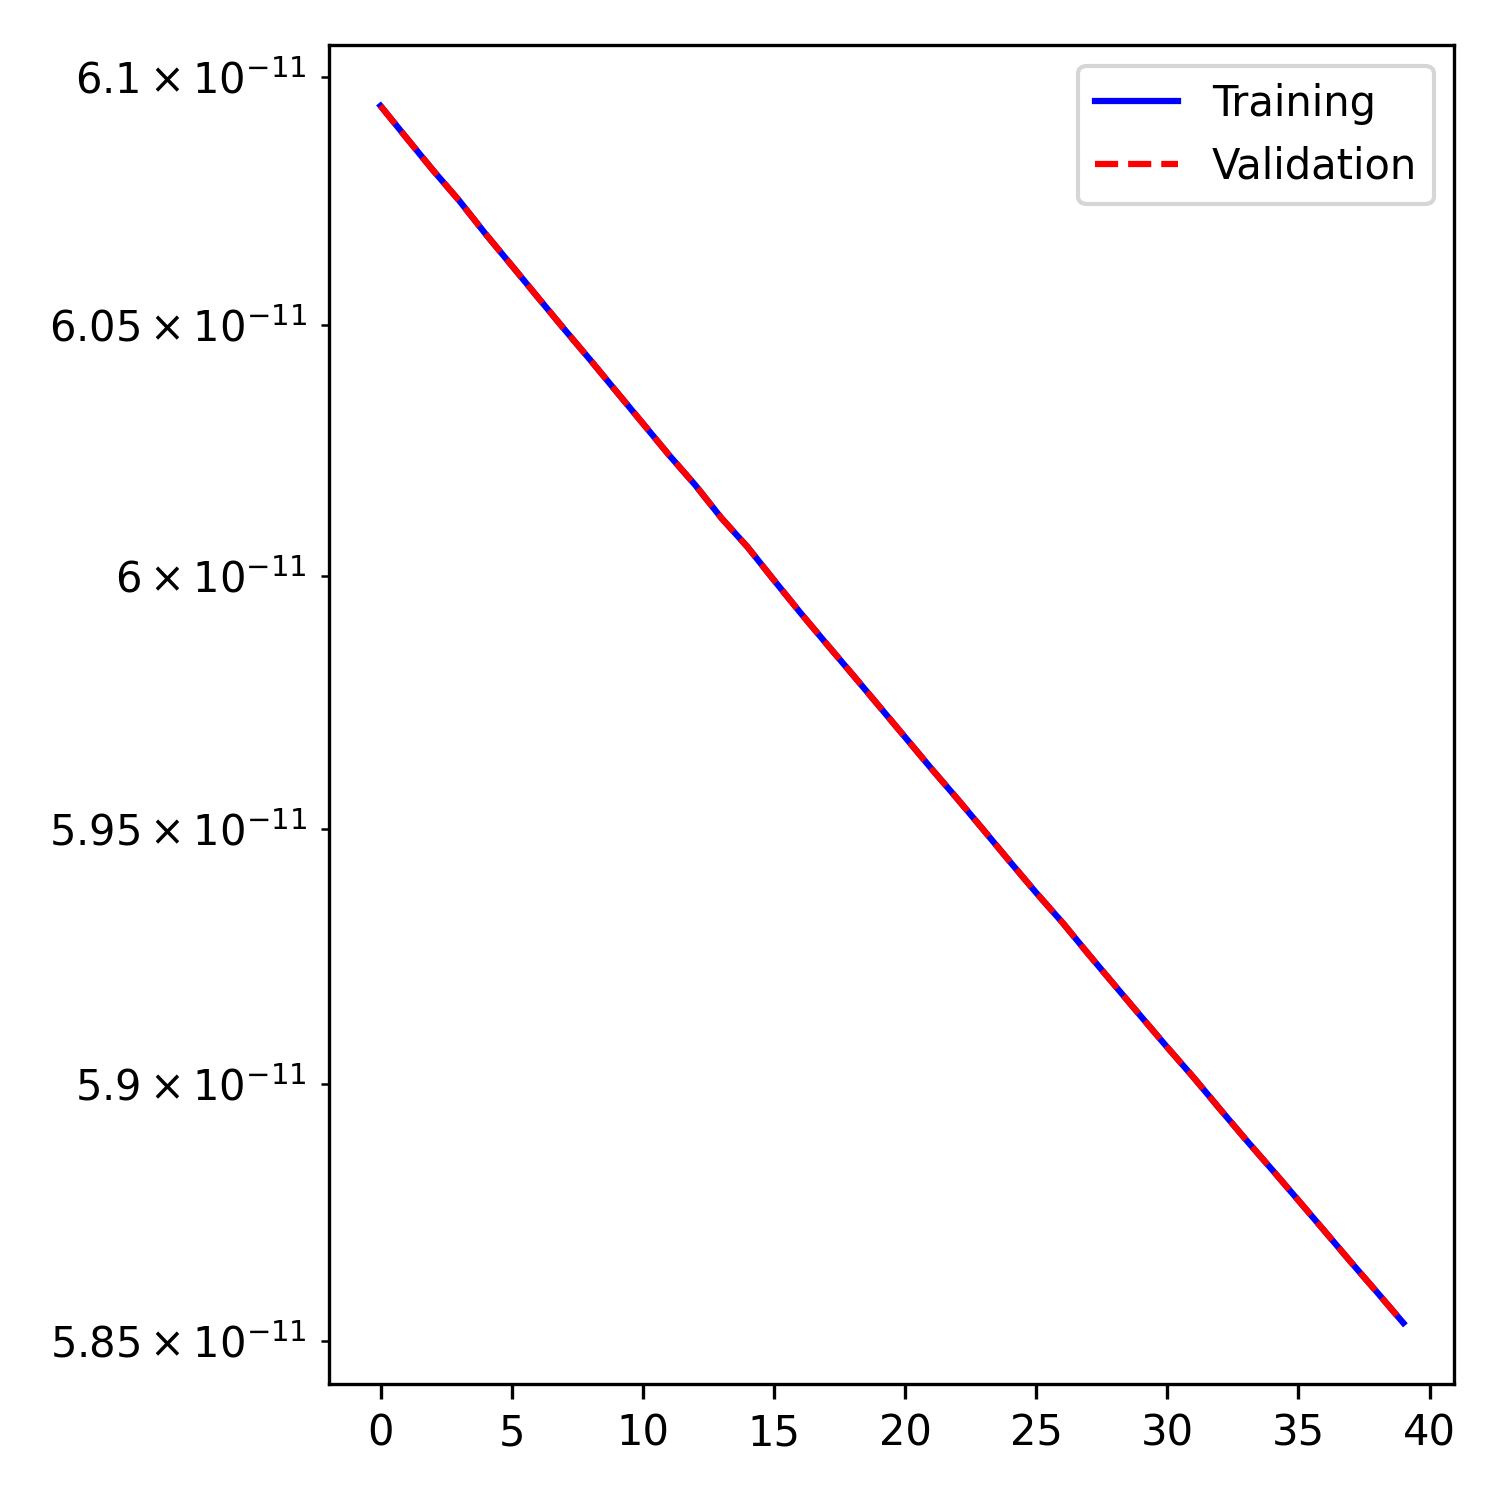 6.1 × 10⁻¹¹
6.05 × 10⁻¹¹
6 × 10⁻¹¹
5.95 × 10⁻¹¹
5.9 × 10⁻¹¹
5.85 × 10⁻¹¹
Training
Validation
0 5 10 15 20 25 30 35 40